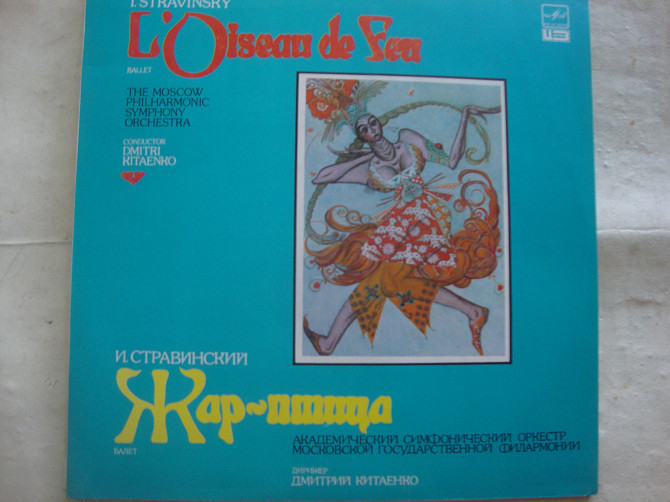 I. STRAVINSKY
L'Oiseau de Feu
BALLET
THE MOSCOW
PHILHARMONIC
SYMPHONY
ORCHESTRA
CONDUCTOR
DMITRI
KITAENKO
И. СТРАВИНСКИЙ
Жар~птица
БАЛЕТ
АКАДЕМИЧЕСКИЙ СИМФОНИЧЕСКИЙ ОРКЕСТР
МОСКОВСКОЙ ГОСУДАРСТВЕННОЙ ФИЛАРМОНИИ
ДИРИЖЕР
ДМИТРИЙ КИТАЕНКО